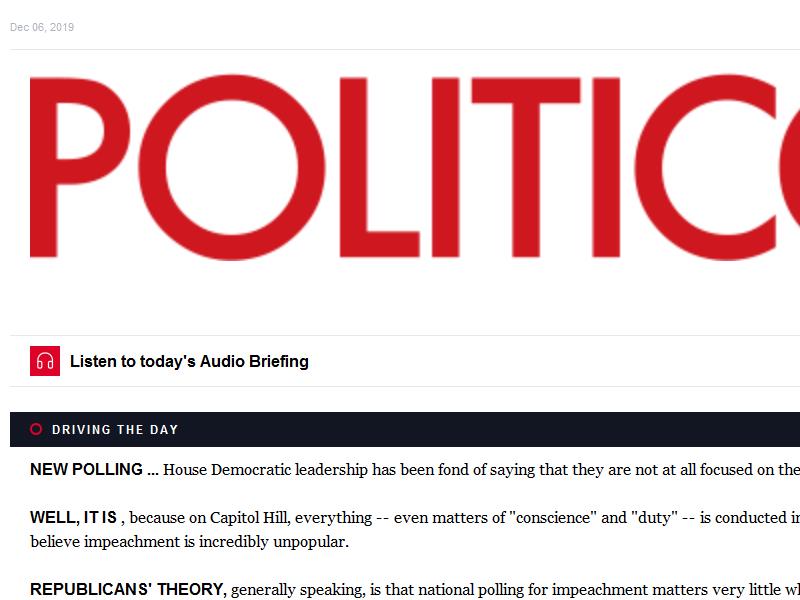 Dec 06, 2019
POLITICO
Listen to today's Audio Briefing
DRIVING THE DAY
NEW POLLING ... House Democratic leadership has been fond of saying that they are not at all focused on the
WELL, IT IS , because on Capitol Hill, everything -- even matters of "conscience" and "duty" -- is conducted in
believe impeachment is incredibly unpopular.
REPUBLICANS' THEORY, generally speaking, is that national polling for impeachment matters very little